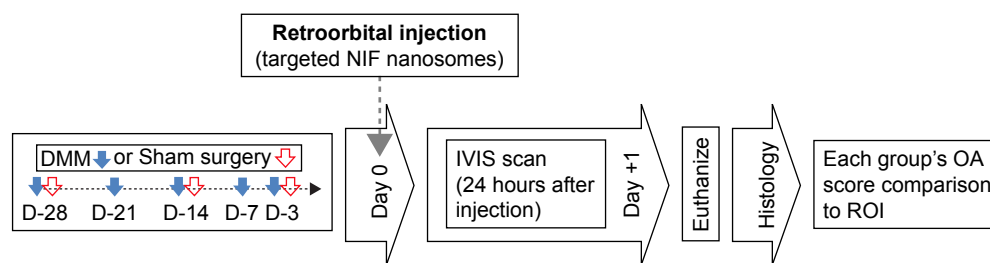 Retroorbital injection
(targeted NIF nanosomes)
DMM or Sham surgery
D-28 D-21 D-14 D-7 D-3
Day 0
IVIS scan
(24 hours after
injection)
Day +1
Euthanize
Histology
Each group's OA
score comparison
to ROI